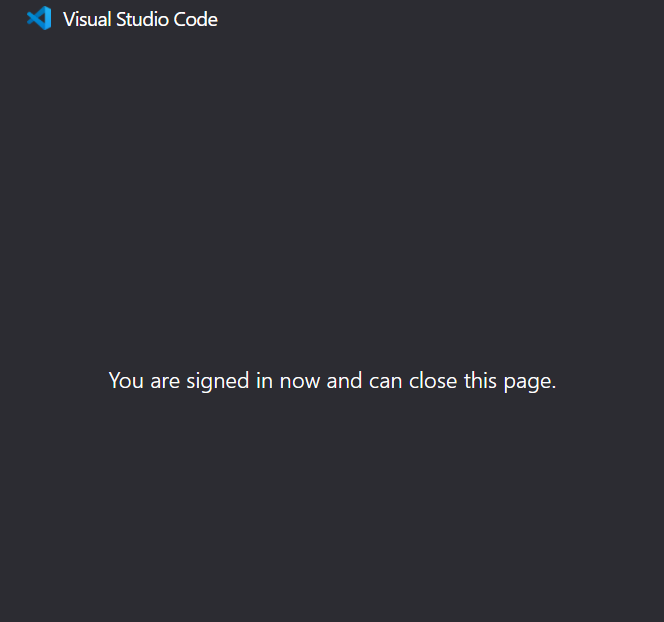 Visual Studio Code
You are signed in now and can close this page.